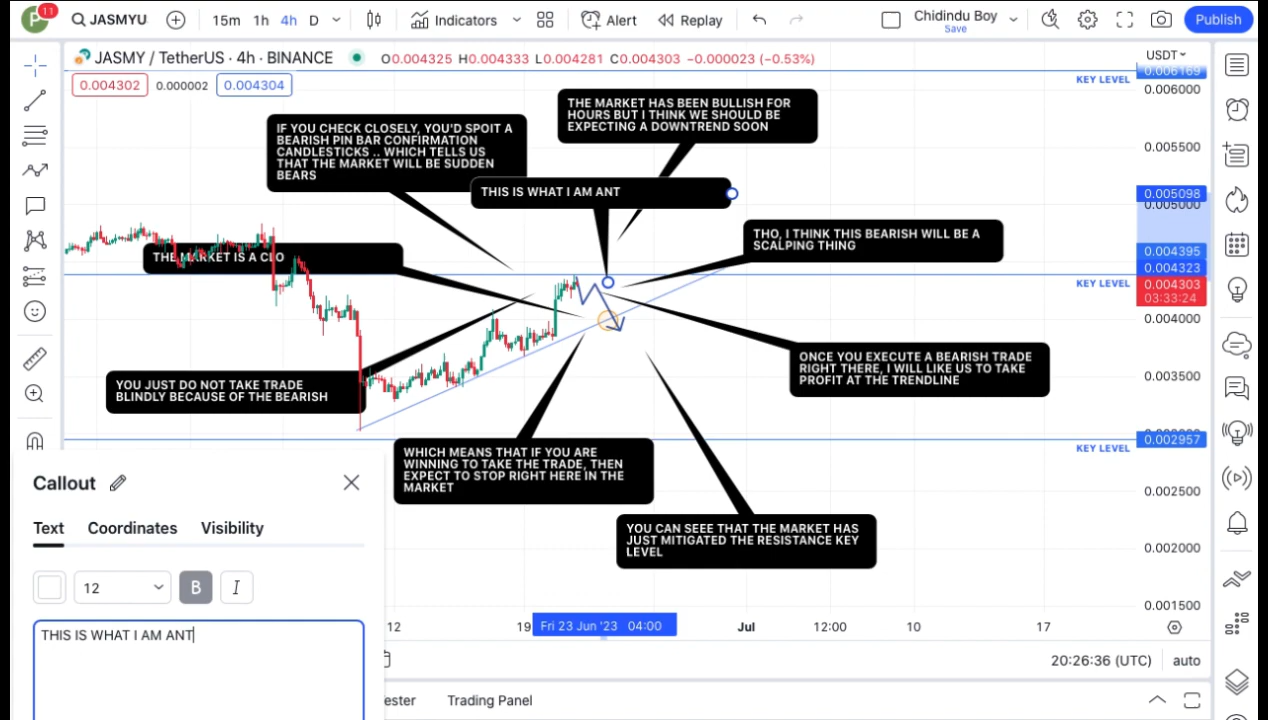 11
P
JASMYU
15m 1h 4h D
Indicators
Alert
Replay
Chidindu Boy
Save
Publish
JASMY / TetherUS · 4h · BINANCE
O0.004325 H0.004333 L0.004281 C0.004303 −0.000023 (−0.53%)
USDT
0.004302
0.000002
0.004304
KEY LEVEL
0.006169
0.006000
THE MARKET HAS BEEN BULLISH FOR
HOURS BUT I THINK WE SHOULD BE
EXPECTING A DOWNTREND SOON
IF YOU CHECK CLOSELY, YOU'D SPOIT A
BEARISH PIN BAR CONFIRMATION
CANDLESTICKS .. WHICH TELLS US
THAT THE MARKET WILL BE SUDDEN
BEARS
0.005500
THIS IS WHAT I AM ANT
0.005098
0.005000
THO, I THINK THIS BEARISH WILL BE A
SCALPING THING
THE MARKET IS A CLO
0.004395
0.004323
KEY LEVEL
0.004303
03:33:24
0.004000
ONCE YOU EXECUTE A BEARISH TRADE
RIGHT THERE, I WILL LIKE US TO TAKE
PROFIT AT THE TRENDLINE
0.003500
YOU JUST DO NOT TAKE TRADE
BLINDLY BECAUSE OF THE BEARISH
0.002957
KEY LEVEL
WHICH MEANS THAT IF YOU ARE
WINNING TO TAKE THE TRADE, THEN
EXPECT TO STOP RIGHT HERE IN THE
MARKET
0.002500
YOU CAN SEEE THAT THE MARKET HAS
JUST MITIGATED THE RESISTANCE KEY
LEVEL
0.002000
0.001500
12
19
Fri 23 Jun '23 04:00
Jul
12:00
10
17
20:26:36 (UTC)
auto
ester
Trading Panel
Callout
Text
Coordinates
Visibility
12
B
I
THIS IS WHAT I AM ANT